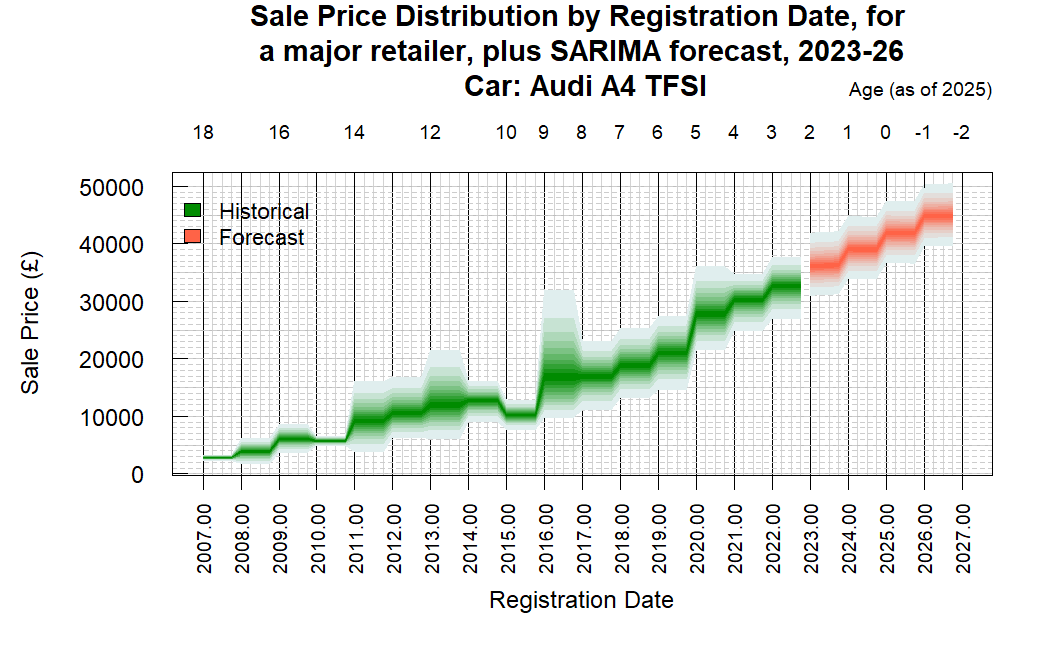 Sale Price Distribution by Registration Date, for
a major retailer, plus SARIMA forecast, 2023-26
Car: Audi A4 TFSI
Age (as of 2025)
18 16 14 12 10 9 8 7 6 5 4 3 2 1 0 -1 -2
Sale Price (£)
50000
40000
30000
20000
10000
0
Historical
Forecast
2007.00 2008.00 2009.00 2010.00 2011.00 2012.00 2013.00 2014.00 2015.00 2016.00 2017.00 2018.00 2019.00 2020.00 2021.00 2022.00 2023.00 2024.00 2025.00 2026.00 2027.00
Registration Date